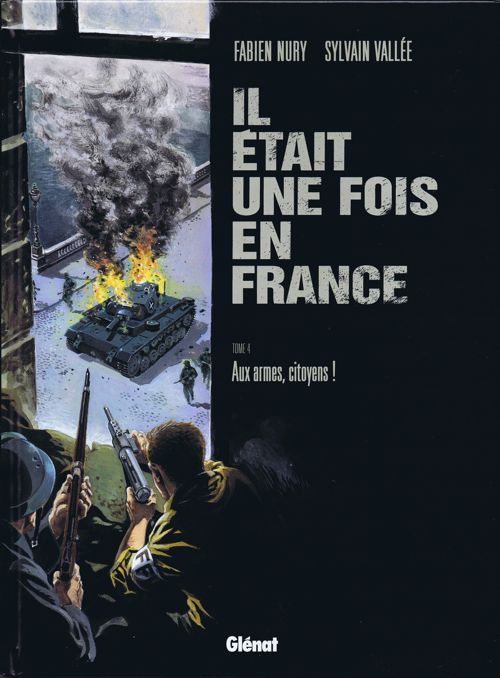 FABIEN NURY SYLVAIN VALLÉE
IL
ÉTAIT
UNE FOIS
EN
FRANCE
TOME 4
Aux armes, citoyens !
Glénat